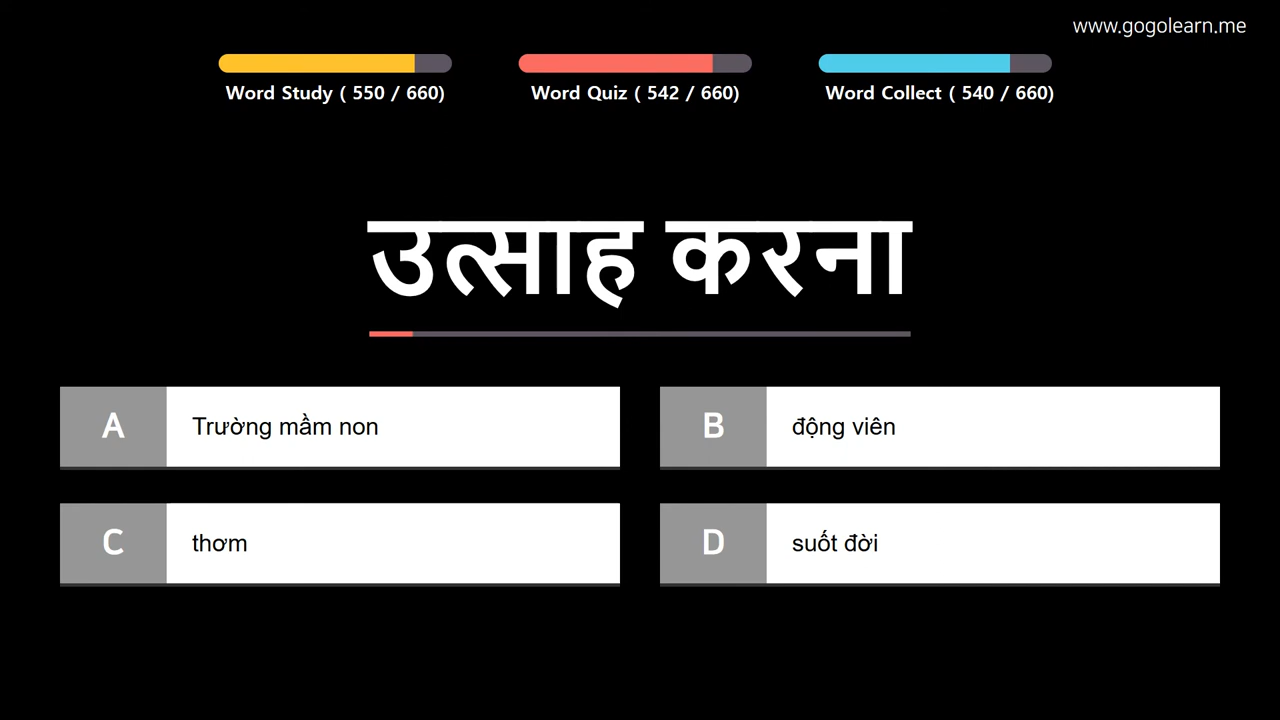 www.gogolearn.me
Word Study ( 550 / 660)
Word Quiz ( 542 / 660)
Word Collect ( 540 / 660)
उत्साह करना
A
Trường mầm non
B
động viên
C
thơm
D
suốt đời